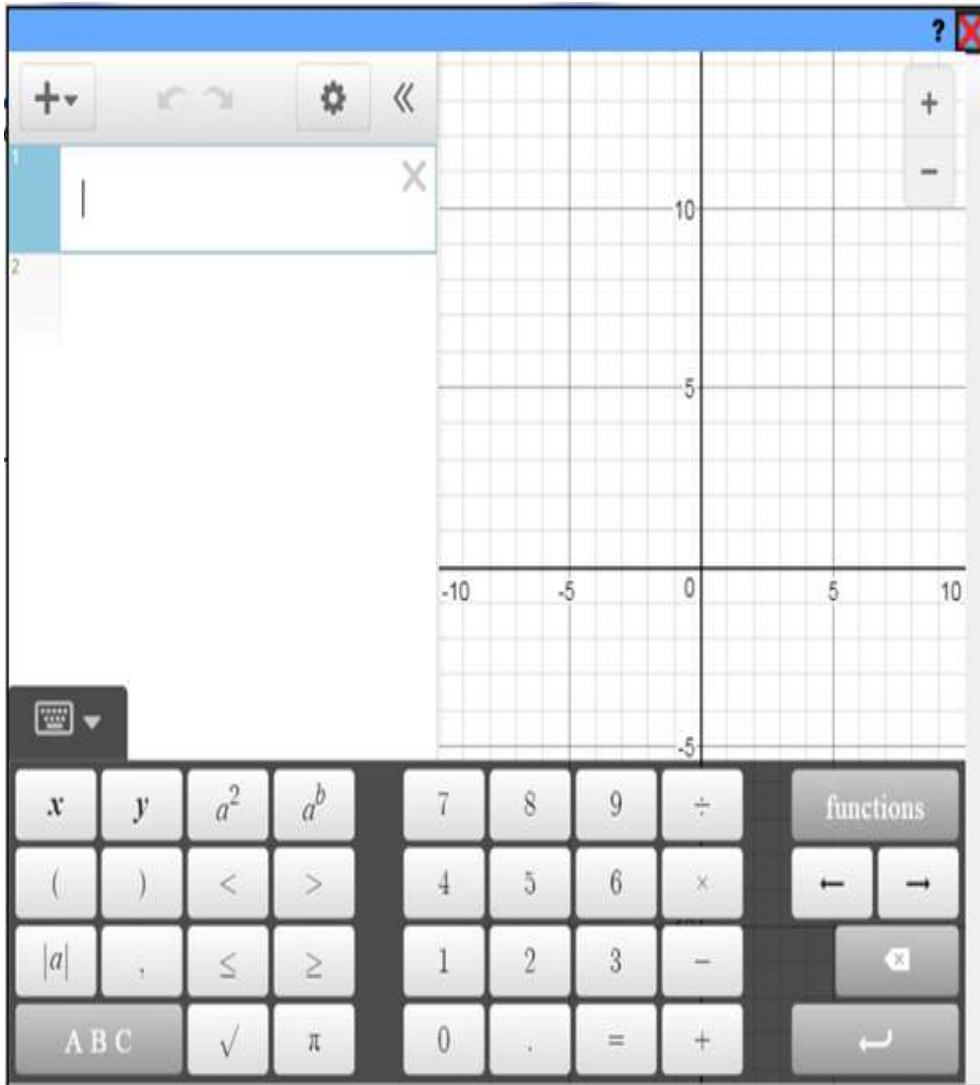 ?
+
1
2
+
−
10
5
-10 -5 0 5 10
-5
x y a² a^b 7 8 9 ÷ functions
( ) < > 4 5 6 × ← →
|a| , ≤ ≥ 1 2 3 −
A B C √ π 0 . = +